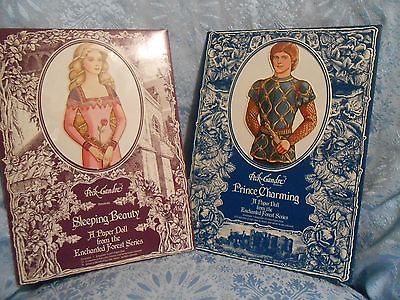 Peck-Gandré
Presents
Sleeping Beauty
A Paper Doll
from the
Enchanted Forest Series
Peck-Gandré
Prince Charming
A Paper Doll
from the
Enchanted Forest Series